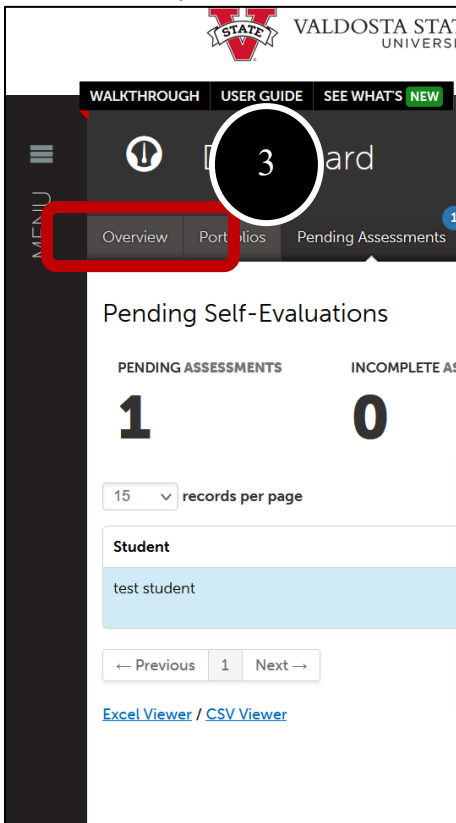 STATE
VALDOSTA STAT
UNIVERSI
WALKTHROUGH USER GUIDE SEE WHAT'S NEW
3
ard
MENU
1
Overview Portfolios Pending Assessments
Pending Self-Evaluations
PENDING ASSESSMENTS INCOMPLETE AS
1 0
15 records per page
Student
test student
← Previous 1 Next →
Excel Viewer / CSV Viewer